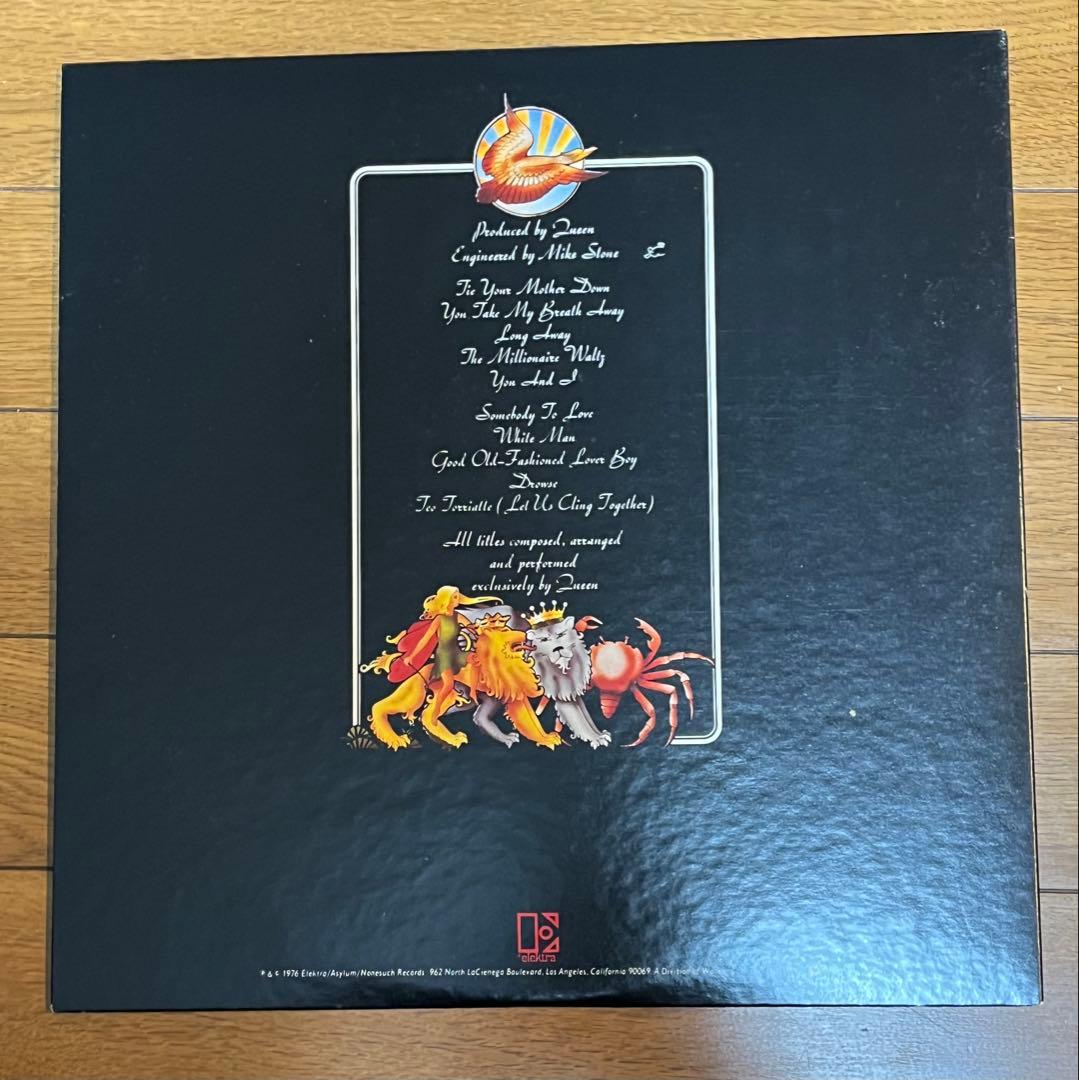 Produced by Queen
Engineered by Mike Stone
Tie Your Mother Down
You Take My Breath Away
Long Away
The Millionaire Waltz
You And I
Somebody To Love
White Man
Good Old-Fashioned Lover Boy
Drowse
Teo Torriatte (Let Us Cling Together)
All titles composed, arranged
and performed
exclusively by Queen
elektra
℗ & © 1976 Elektra/Asylum/Nonesuch Records 962 North LaCienega Boulevard, Los Angeles, California 90069 A Division of